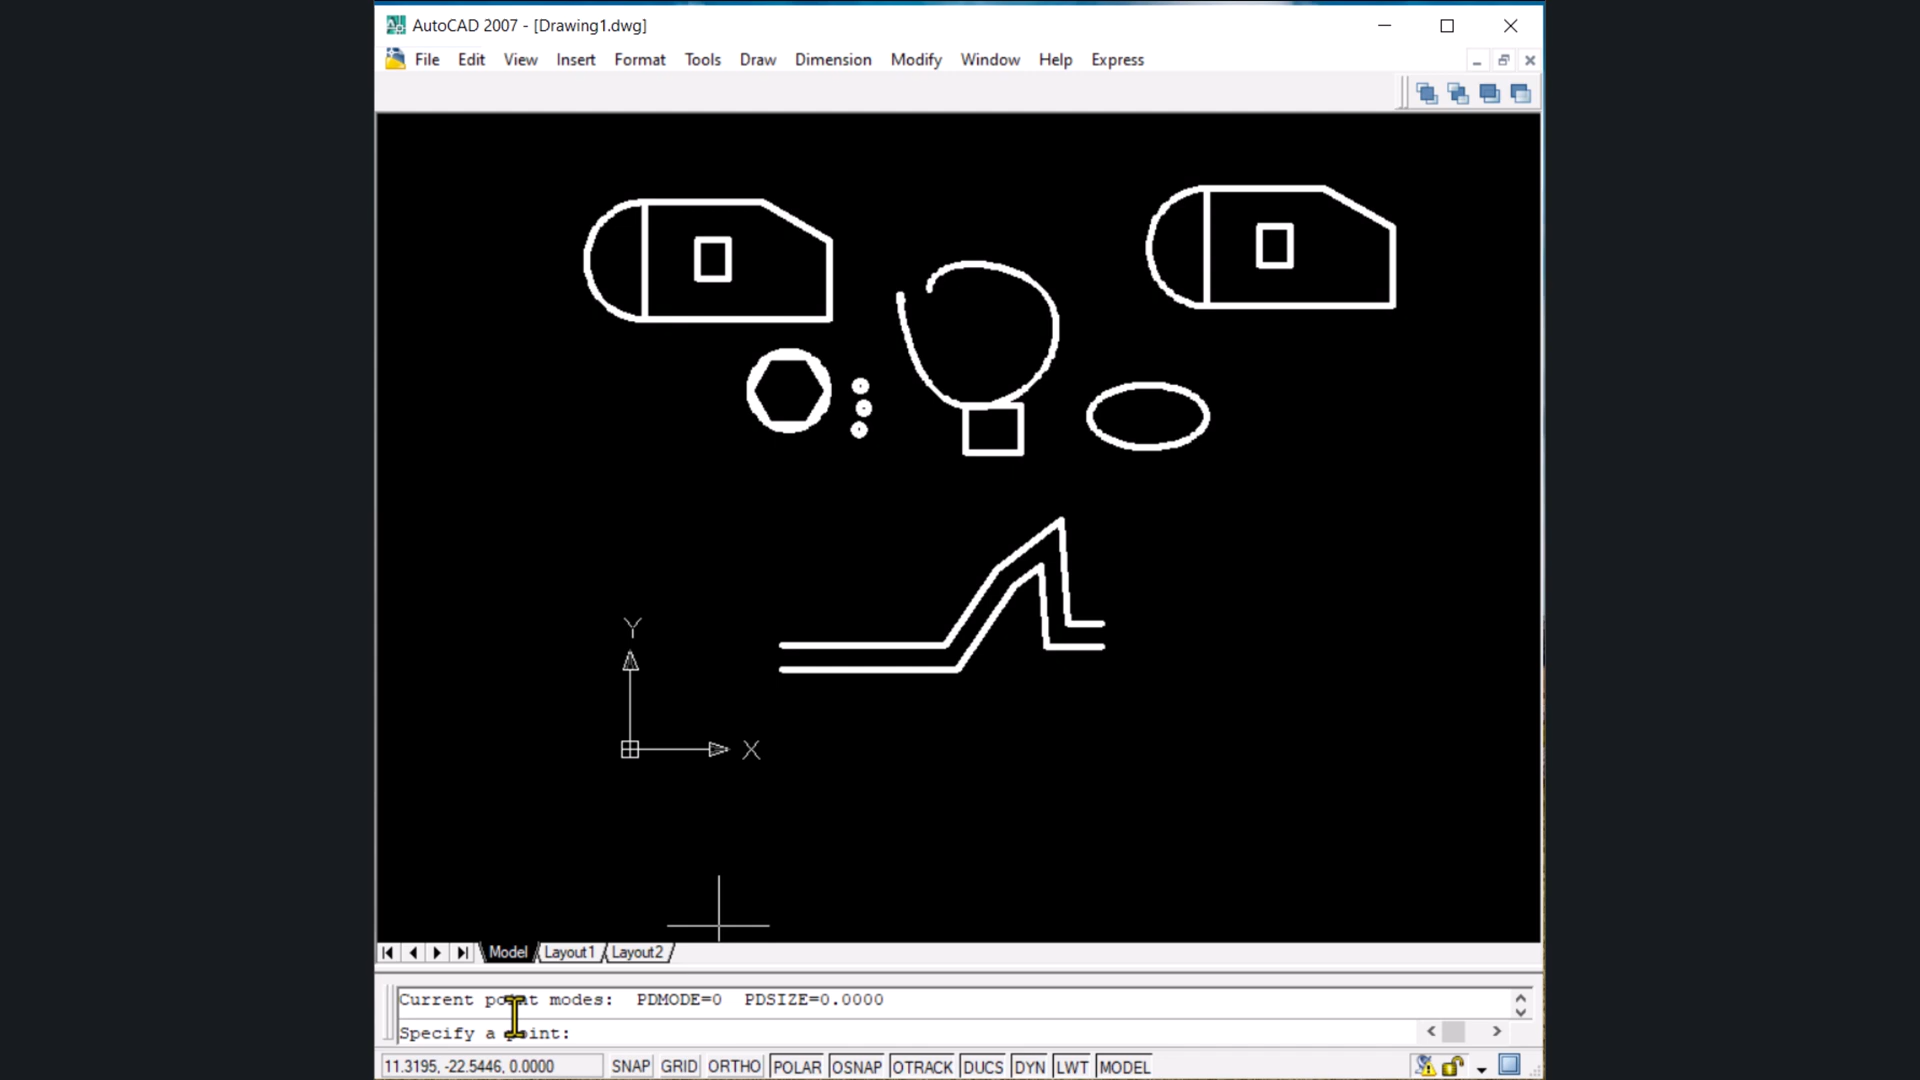 AutoCAD 2007 - [Drawing1.dwg]
File Edit View Insert Format Tools Draw Dimension Modify Window Help Express
Y
X
Model Layout1 Layout2
Current point modes: PDMODE=0 PDSIZE=0.0000
Specify a point:
11.3195, -22.5446, 0.0000 SNAP GRID ORTHO POLAR OSNAP OTRACK DUCS DYN LWT MODEL